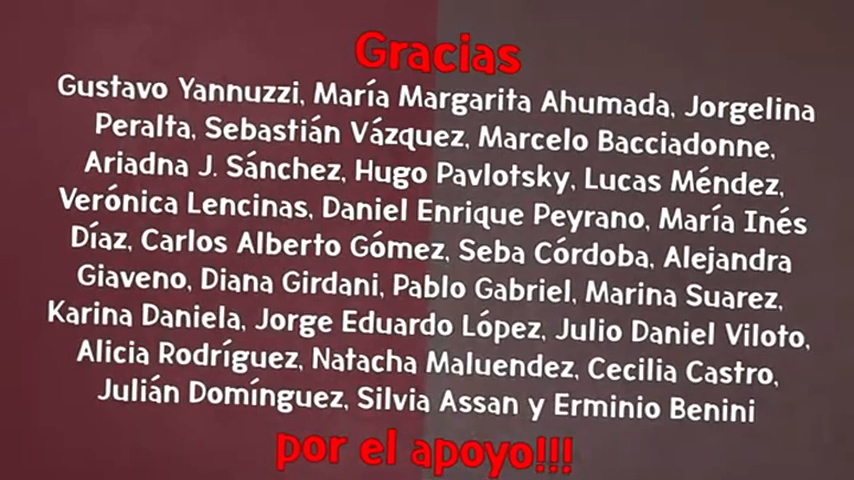 Gracias
Gustavo Yannuzzi, María Margarita Ahumada, Jorgelina
Peralta, Sebastián Vázquez, Marcelo Bacciadonne,
Ariadna J. Sánchez, Hugo Pavlotsky, Lucas Méndez,
Verónica Lencinas, Daniel Enrique Peyrano, María Inés
Díaz, Carlos Alberto Gómez, Seba Córdoba, Alejandra
Giaveno, Diana Girdani, Pablo Gabriel, Marina Suarez,
Karina Daniela, Jorge Eduardo López, Julio Daniel Viloto,
Alicia Rodríguez, Natacha Maluendez, Cecilia Castro,
Julián Domínguez, Silvia Assan y Erminio Benini
por el apoyo!!!